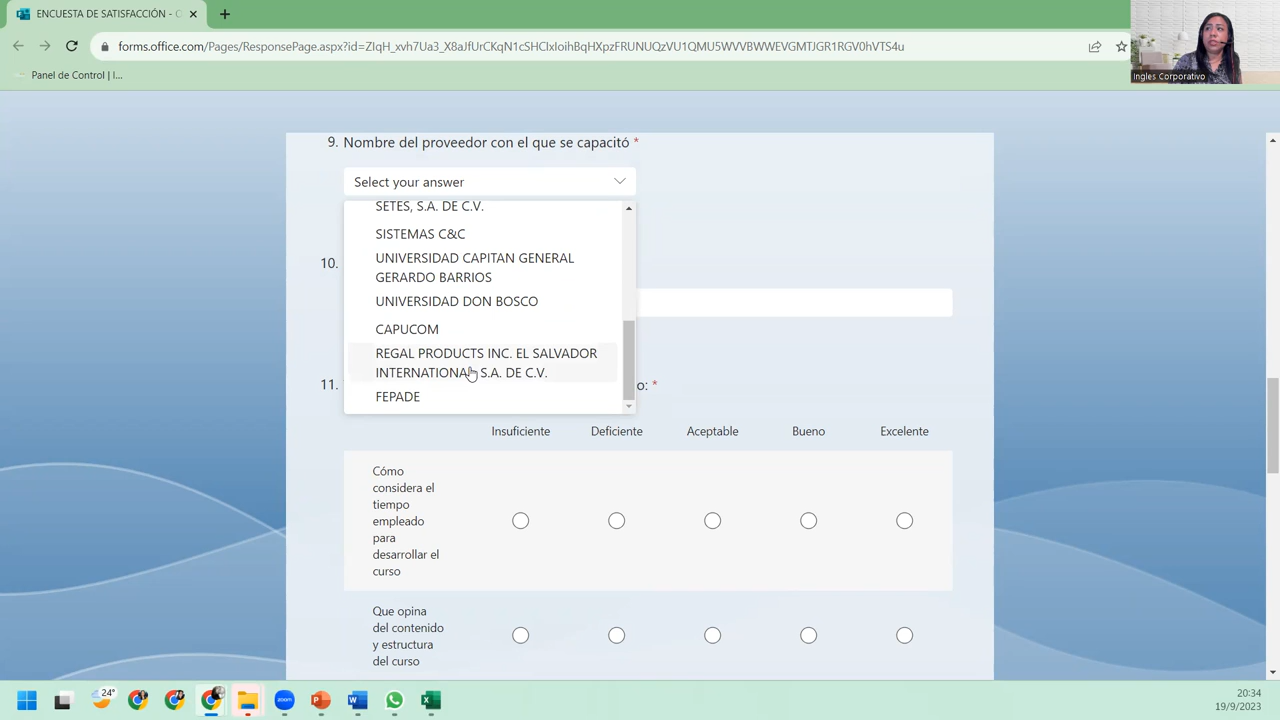 ENCUESTA DE SATISFACCIÓN - C
forms.office.com/Pages/ResponsePage.aspx?id=
Panel de Control | I...
Ingles Corporativo
9. Nombre del proveedor con el que se capacitó *
Select your answer
SETES, S.A. DE C.V.
SISTEMAS C&C
UNIVERSIDAD CAPITAN GENERAL
GERARDO BARRIOS
UNIVERSIDAD DON BOSCO
CAPUCOM
REGAL PRODUCTS INC. EL SALVADOR
INTERNATIONAL S.A. DE C.V.
FEPADE
10.
11.
o: *
Insuficiente Deficiente Aceptable Bueno Excelente
Cómo
considera el
tiempo
empleado
para
desarrollar el
curso
Que opina
del contenido
y estructura
del curso
24°
zoom
20:34
19/9/2023